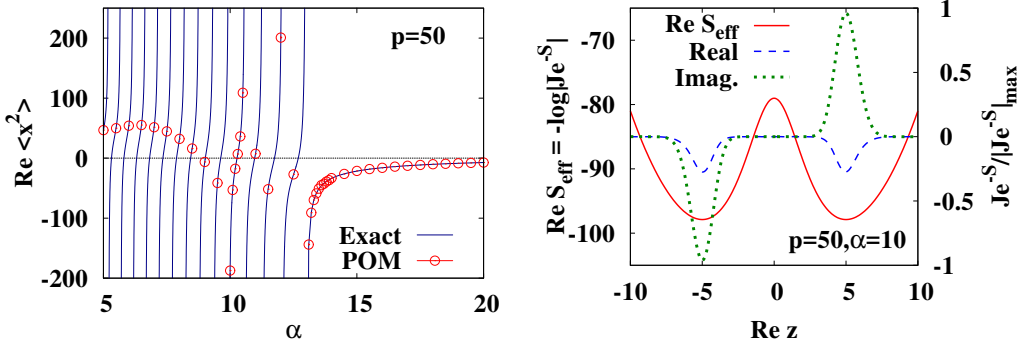 p=50
Re <x²>
200
100
0
-100
-200
Exact
POM
5
10
15
20
α
Re S_eff = -log|Je^-S|
-70
-80
-90
-100
Re S_eff
Real
Imag.
p=50,α=10
-10
-5
0
5
10
Re z
1
0.5
0
-0.5
-1
Je^-S/|Je^-S|_max